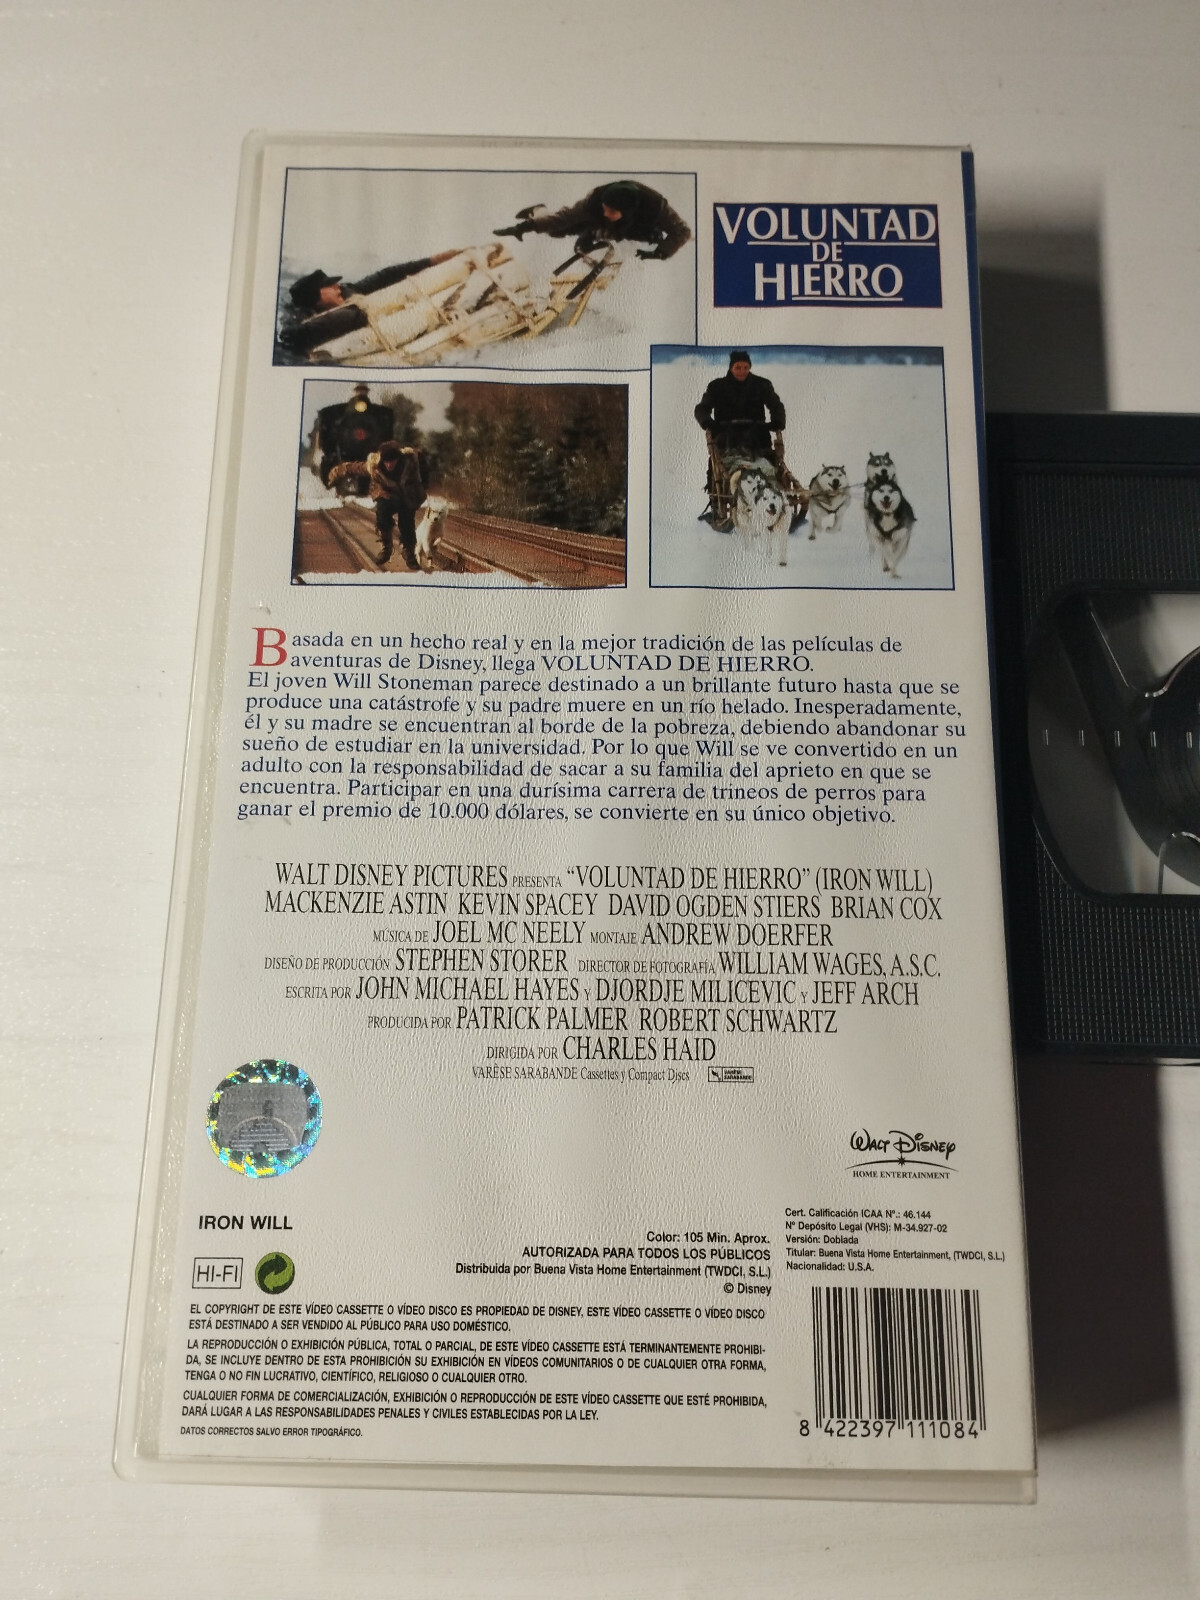 VOLUNTAD
DE
HIERRO
Basada en un hecho real y en la mejor tradición de las películas de
aventuras de Disney, llega VOLUNTAD DE HIERRO.
El joven Will Stoneman parece destinado a un brillante futuro hasta que se
produce una catástrofe y su padre muere en un río helado. Inesperadamente,
él y su madre se encuentran al borde de la pobreza, debiendo abandonar su
sueño de estudiar en la universidad. Por lo que Will se ve convertido en un
adulto con la responsabilidad de sacar a su familia del aprieto en que se
encuentra. Participar en una durísima carrera de trineos de perros para
ganar el premio de 10.000 dólares, se convierte en su único objetivo.
WALT DISNEY PICTURES PRESENTA "VOLUNTAD DE HIERRO" (IRON WILL)
MACKENZIE ASTIN KEVIN SPACEY DAVID OGDEN STIERS BRIAN COX
MÚSICA DE JOEL MC NEELY MONTAJE ANDREW DOERFER
DISEÑO DE PRODUCCIÓN STEPHEN STORER DIRECTOR DE FOTOGRAFÍA WILLIAM WAGES, A.S.C.
ESCRITA POR JOHN MICHAEL HAYES Y DJORDJE MILICEVIC Y JEFF ARCH
PRODUCIDA POR PATRICK PALMER ROBERT SCHWARTZ
DIRIGIDA POR CHARLES HAID
VARÈSE SARABANDE Cassettes y Compact Discs VARÈSE SARABANDE
WALT DISNEY
HOME ENTERTAINMENT
IRON WILL
HI-FI
Color: 105 Min. Aprox.
AUTORIZADA PARA TODOS LOS PÚBLICOS
Distribuida por Buena Vista Home Entertainment (TWDCI, S.L.)
© Disney
Cert. Calificación ICAA Nº.: 46.144
Nº Depósito Legal (VHS): M-34.927-02
Versión: Doblada
Titular: Buena Vista Home Entertainment, (TWDCI, S.L.)
Nacionalidad: U.S.A.
EL COPYRIGHT DE ESTE VÍDEO CASSETTE O VÍDEO DISCO ES PROPIEDAD DE DISNEY, ESTE VÍDEO CASSETTE O VÍDEO DISCO
ESTÁ DESTINADO A SER VENDIDO AL PÚBLICO PARA USO DOMÉSTICO.
LA REPRODUCCIÓN O EXHIBICIÓN PÚBLICA, TOTAL O PARCIAL, DE ESTE VÍDEO CASSETTE ESTÁ TERMINANTEMENTE PROHIBI-
DA, SE INCLUYE DENTRO DE ESTA PROHIBICIÓN SU EXHIBICIÓN EN VÍDEOS COMUNITARIOS O DE CUALQUIER OTRA FORMA,
TENGA O NO FIN LUCRATIVO, CIENTÍFICO, RELIGIOSO O CUALQUIER OTRO.
CUALQUIER FORMA DE COMERCIALIZACIÓN, EXHIBICIÓN O REPRODUCCIÓN DE ESTE VÍDEO CASSETTE QUE ESTÉ PROHIBIDA,
DARÁ LUGAR A LAS RESPONSABILIDADES PENALES Y CIVILES ESTABLECIDAS POR LA LEY.
DATOS CORRECTOS SALVO ERROR TIPOGRÁFICO.
8 422397 111084